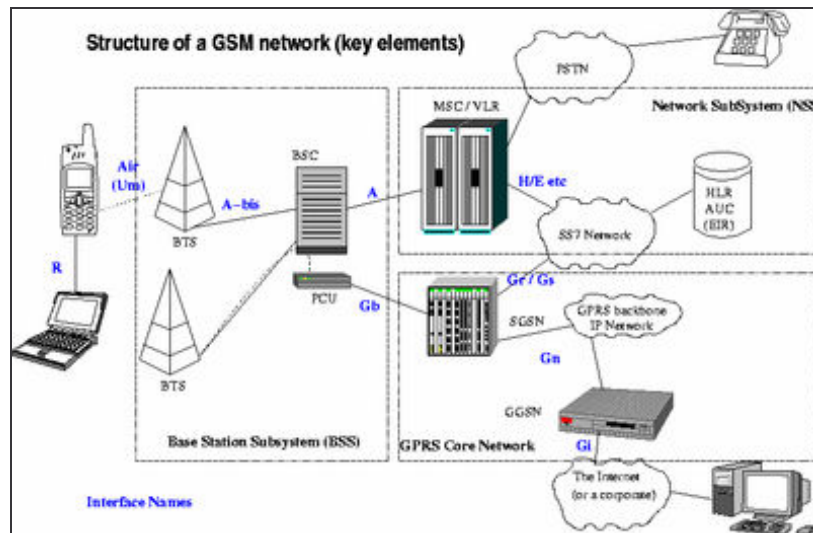 Structure of a GSM network (key elements)
PSTN
MSC / VLR
Network SubSystem (NSS
BSC
Air
(Um)
A-bis
A
H/E etc
HLR
AUC
(EIR)
BTS
SS7 Network
R
PCU
Gb
Gr / Gs
SGSN
GPRS backbone
IP Network
Gn
BTS
GGSN
Base Station Subsystem (BSS)
GPRS Core Network
Gi
The Internet
(or a corporate)
Interface Names